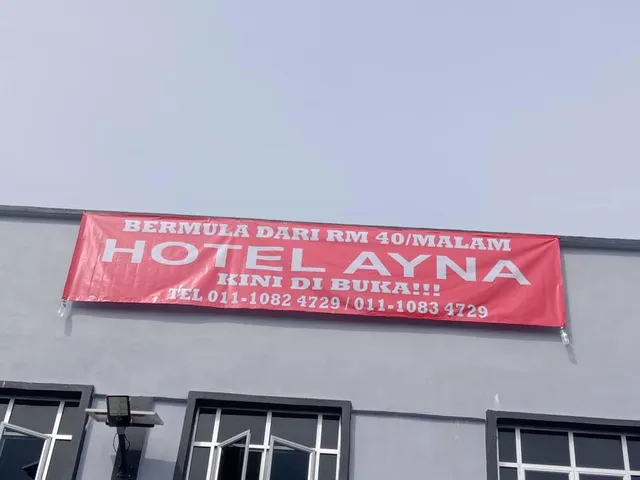 BERMULA DARI RM 40/MALAM
HOTEL AYNA
KINI DI BUKA!!!
TEL 011-1082 4729 / 011-1083 4729